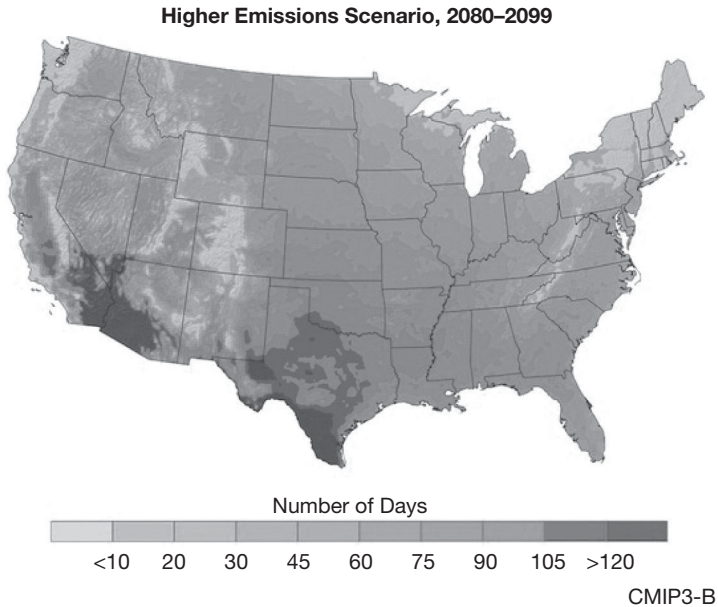 Higher Emissions Scenario, 2080–2099
Number of Days
<10 20 30 45 60 75 90 105 >120
CMIP3-B